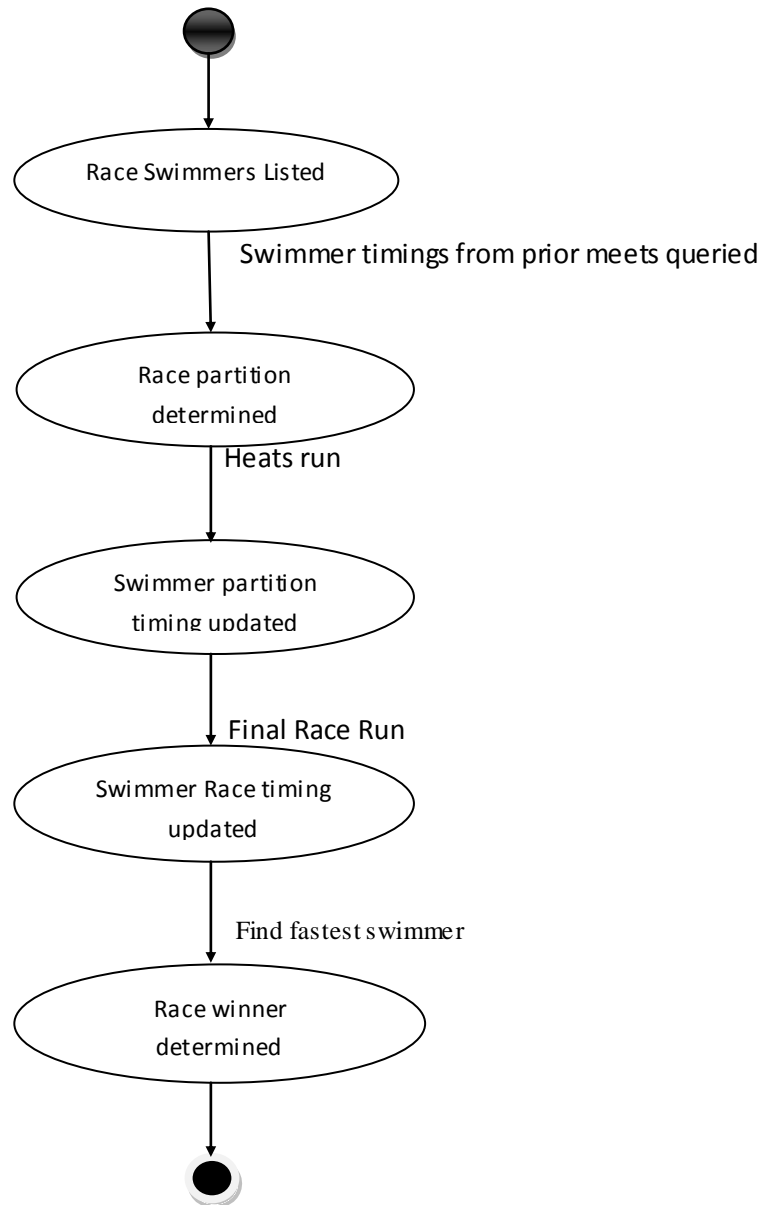 Race Swimmers Listed
Swimmer timings from prior meets queried
Race partition
determined
Heats run
Swimmer partition
timing updated
Final Race Run
Swimmer Race timing
updated
Find fastest swimmer
Race winner
determined